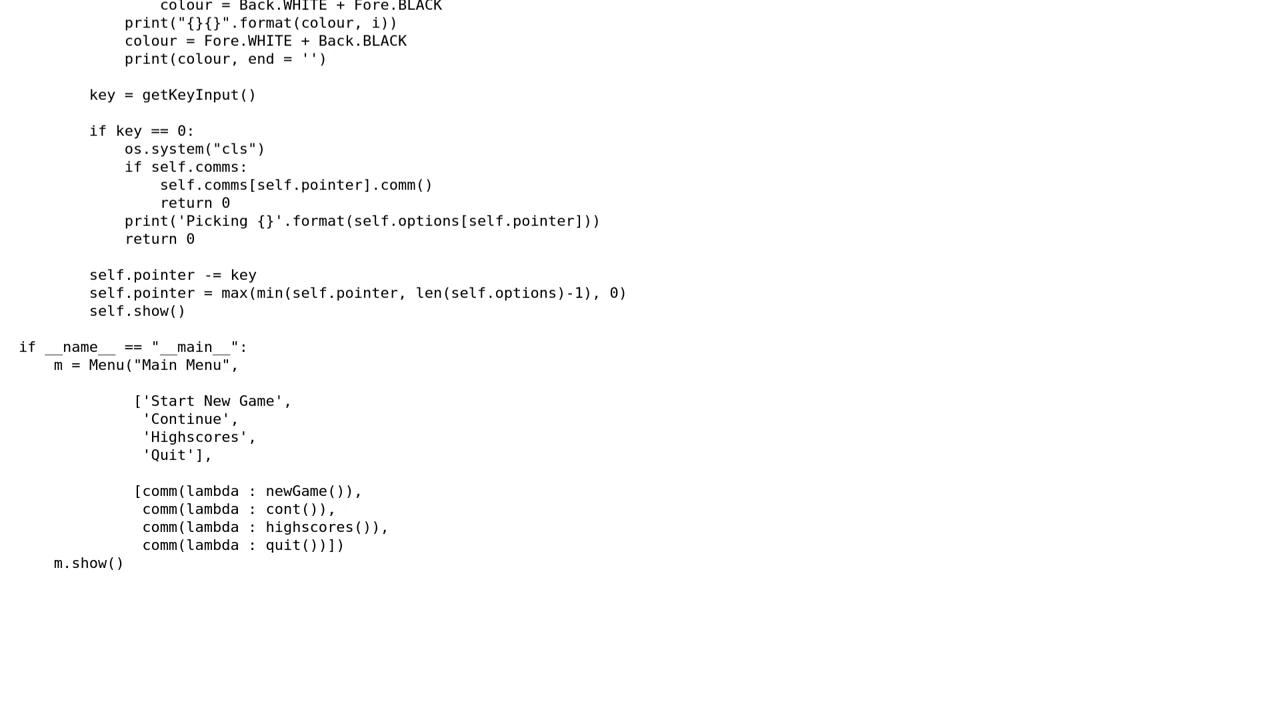 colour = Back.WHITE + Fore.BLACK
            print("{}{}".format(colour, i))
            colour = Fore.WHITE + Back.BLACK
            print(colour, end = '')

        key = getKeyInput()

        if key == 0:
            os.system("cls")
            if self.comms:
                self.comms[self.pointer].comm()
                return 0
            print('Picking {}'.format(self.options[self.pointer]))
            return 0

        self.pointer -= key
        self.pointer = max(min(self.pointer, len(self.options)-1), 0)
        self.show()

if __name__ == "__main__":
    m = Menu("Main Menu",

             ['Start New Game',
              'Continue',
              'Highscores',
              'Quit'],

             [comm(lambda : newGame()),
              comm(lambda : cont()),
              comm(lambda : highscores()),
              comm(lambda : quit())])
    m.show()